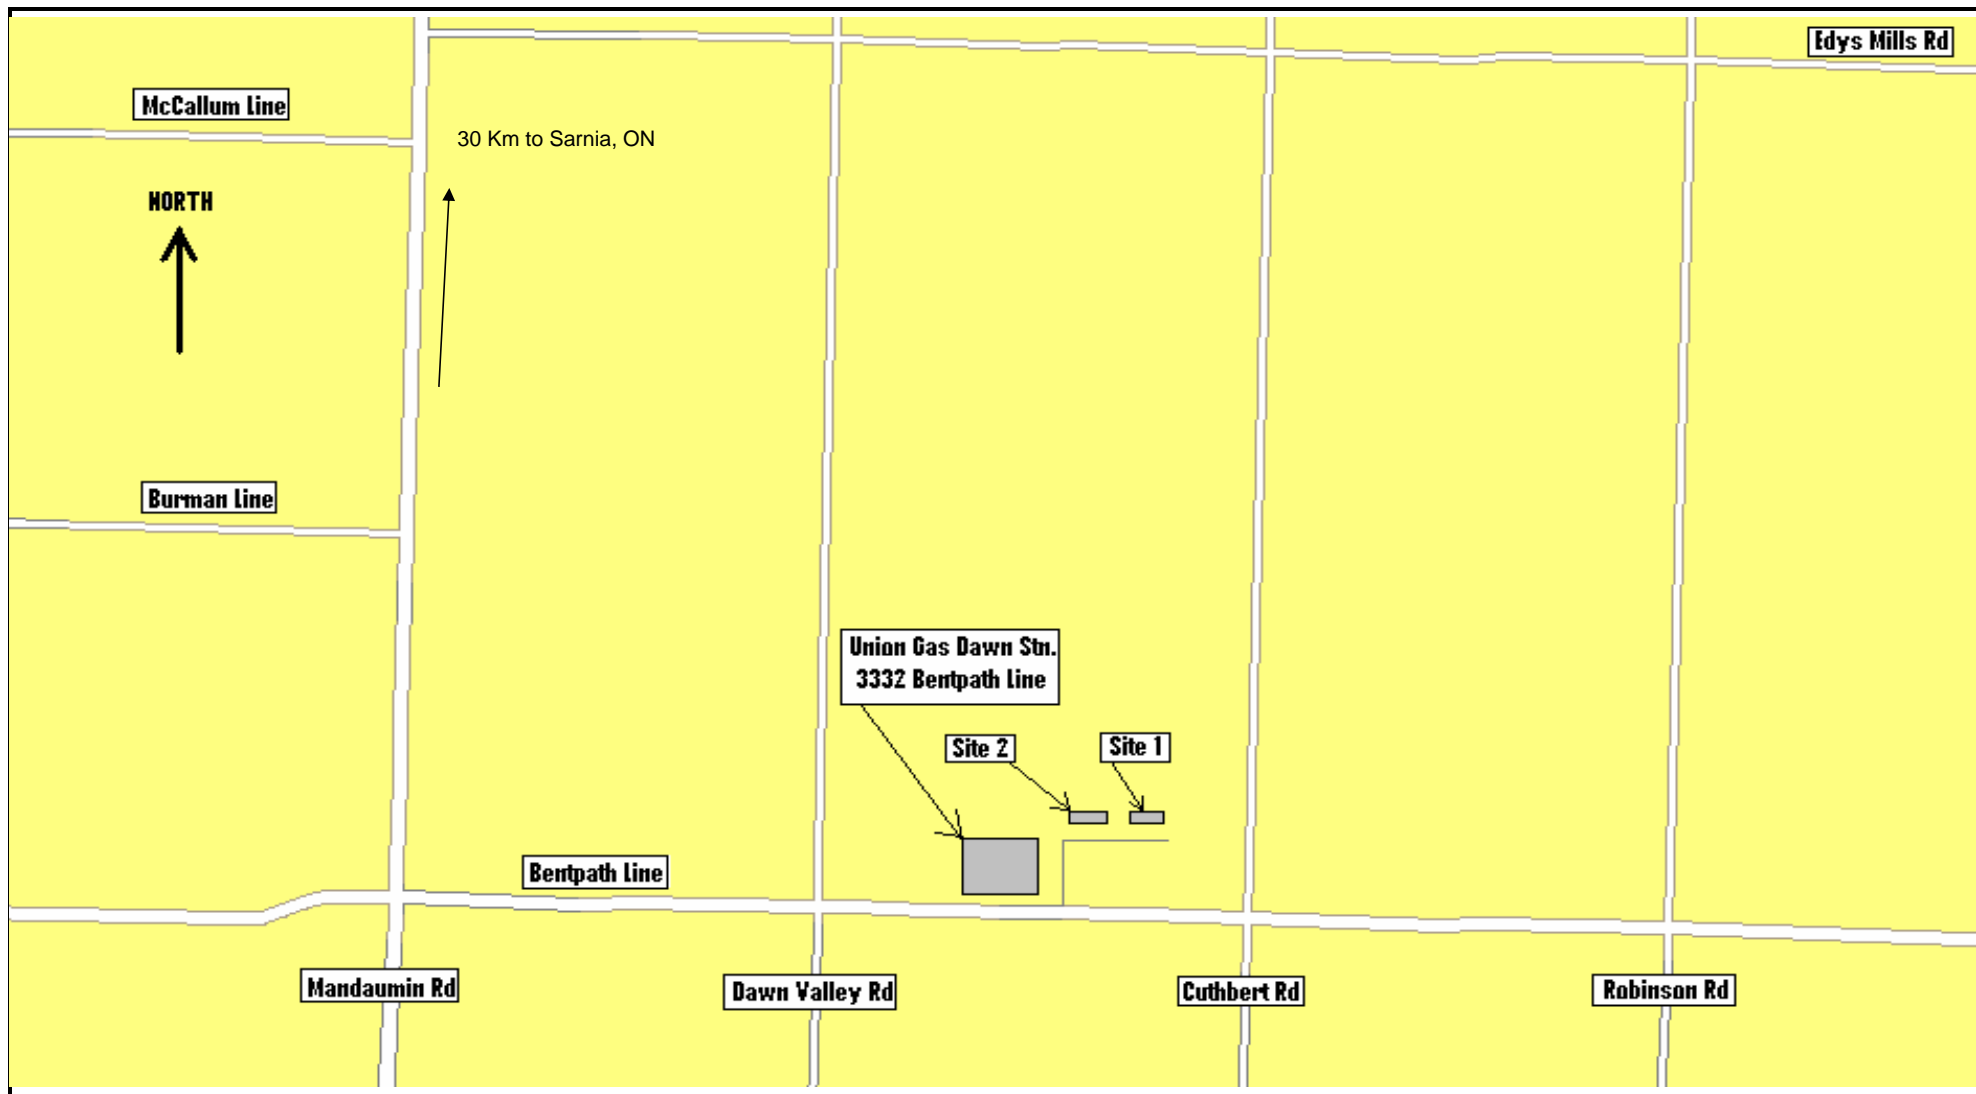 Edys Mills Rd
McCallum Line
30 Km to Sarnia, ON
NORTH
Burman Line
Union Gas Dawn Stn.
3332 Bentpath Line
Site 2
Site 1
Bentpath Line
Mandaumin Rd
Dawn Valley Rd
Cuthbert Rd
Robinson Rd